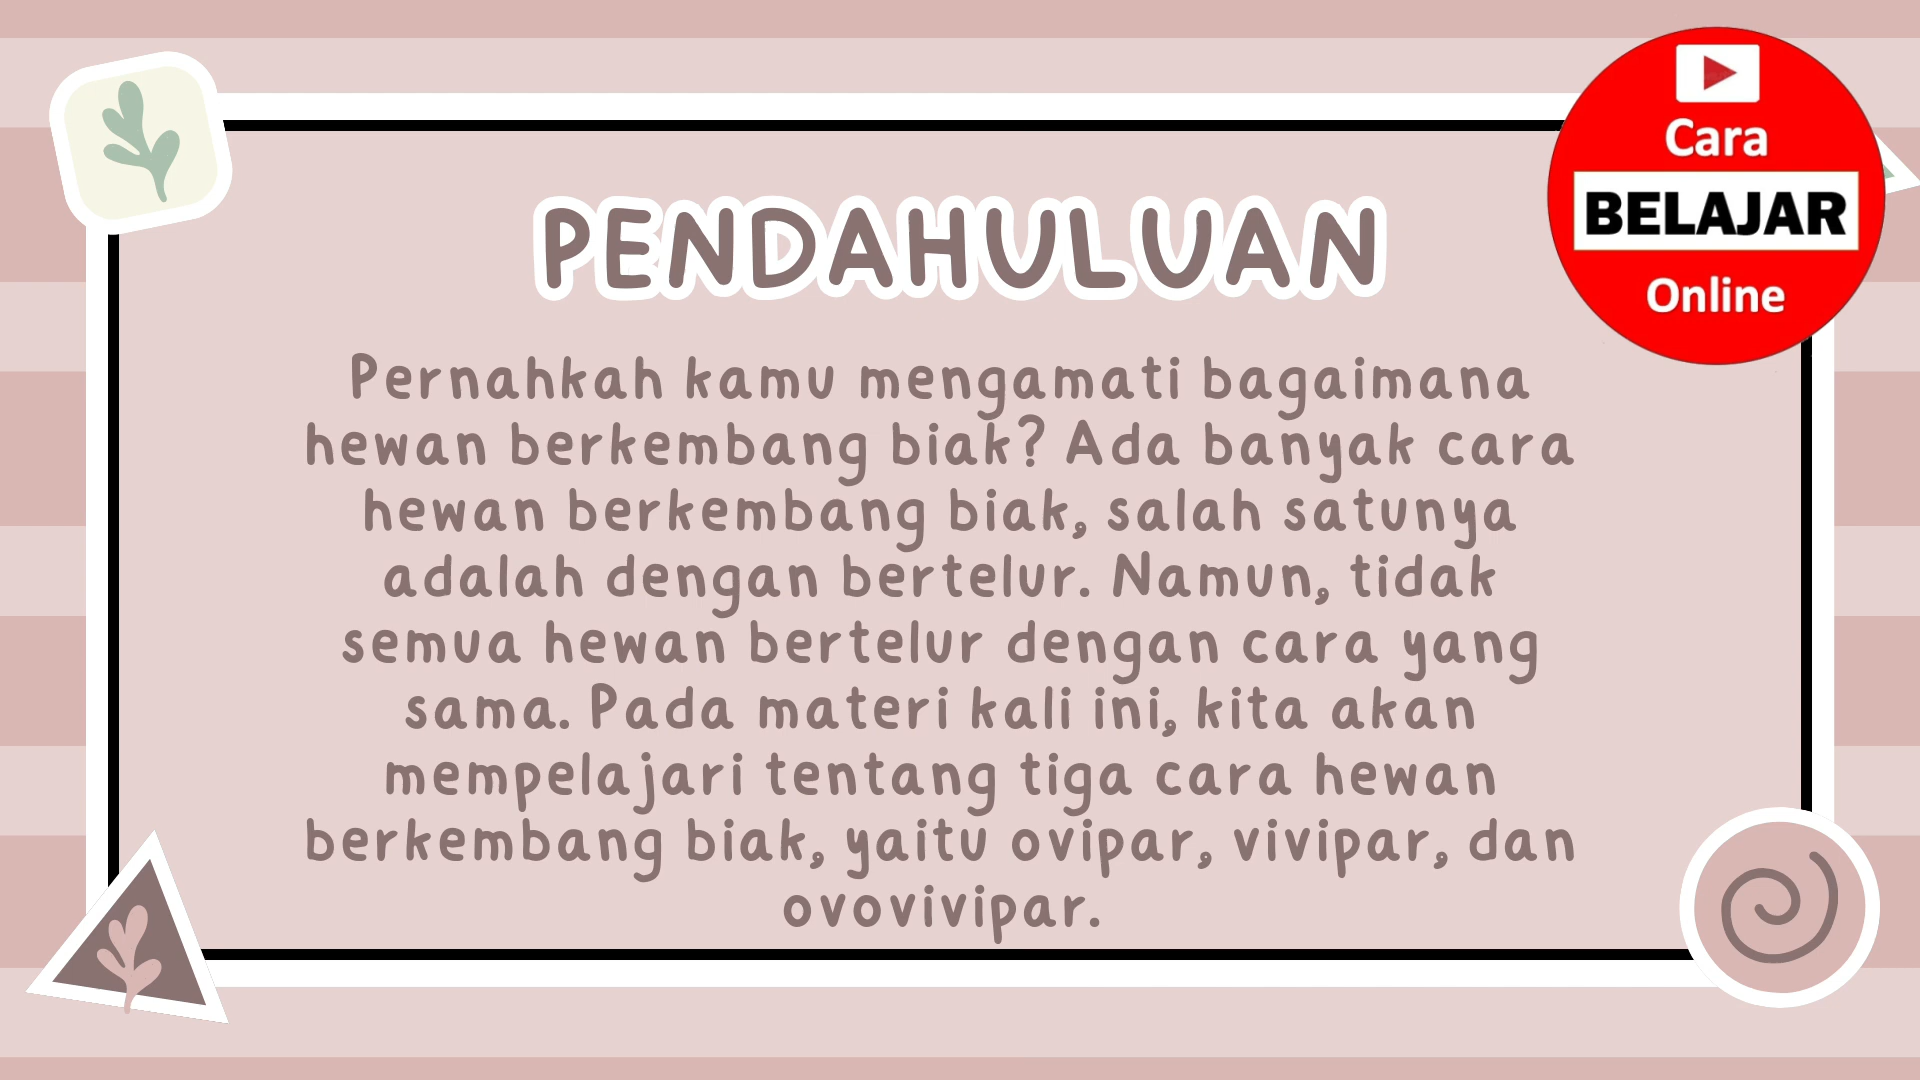 Cara
BELAJAR
Online
PENDAHULUAN
Pernahkah kamu mengamati bagaimana
hewan berkembang biak? Ada banyak cara
hewan berkembang biak, salah satunya
adalah dengan bertelur. Namun, tidak
semua hewan bertelur dengan cara yang
sama. Pada materi kali ini, kita akan
mempelajari tentang tiga cara hewan
berkembang biak, yaitu ovipar, vivipar, dan
ovovivipar.